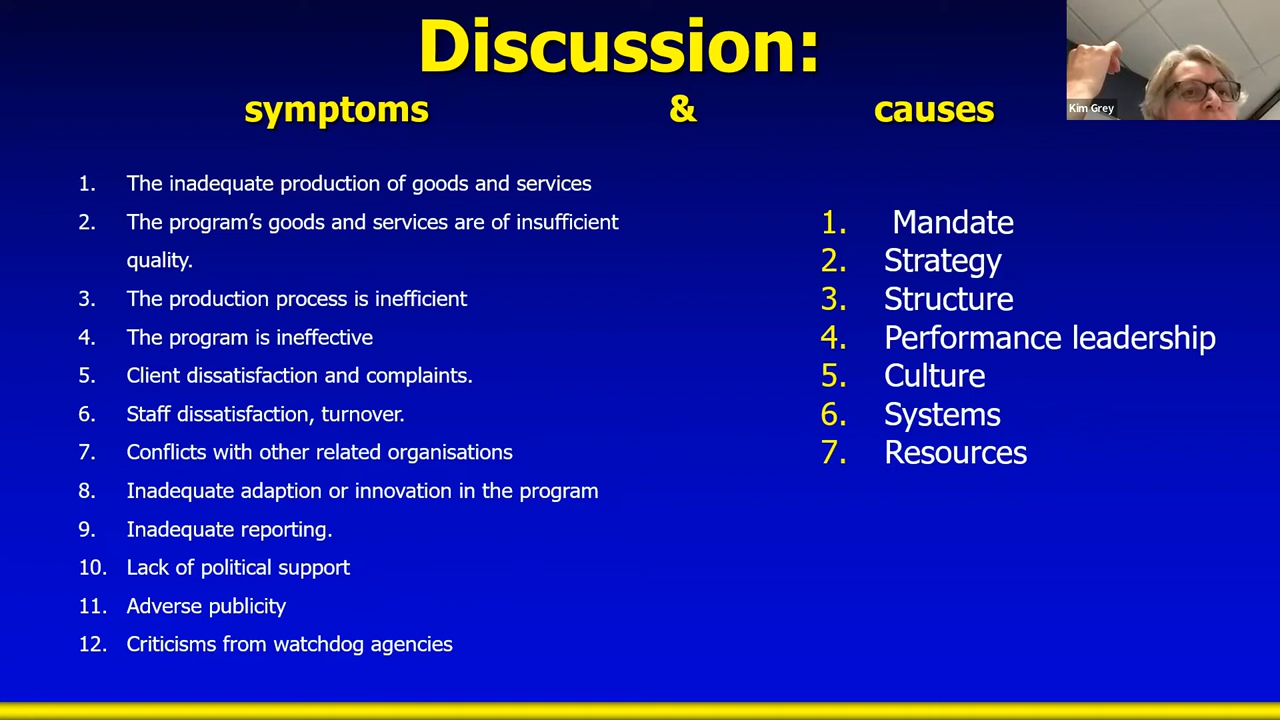 Discussion:
symptoms & causes
Kim Grey
1. The inadequate production of goods and services
2. The program’s goods and services are of insufficient
quality.
3. The production process is inefficient
4. The program is ineffective
5. Client dissatisfaction and complaints.
6. Staff dissatisfaction, turnover.
7. Conflicts with other related organisations
8. Inadequate adaption or innovation in the program
9. Inadequate reporting.
10. Lack of political support
11. Adverse publicity
12. Criticisms from watchdog agencies
1. Mandate
2. Strategy
3. Structure
4. Performance leadership
5. Culture
6. Systems
7. Resources